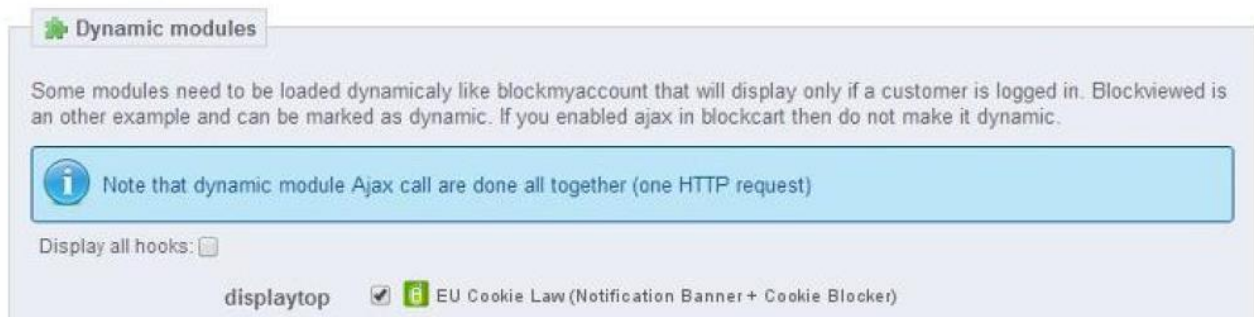 Dynamic modules
Some modules need to be loaded dynamicaly like blockmyaccount that will display only if a customer is logged in. Blockviewed is
an other example and can be marked as dynamic. If you enabled ajax in blockcart then do not make it dynamic.
Note that dynamic module Ajax call are done all together (one HTTP request)
Display all hooks:
displaytop EU Cookie Law (Notification Banner + Cookie Blocker)